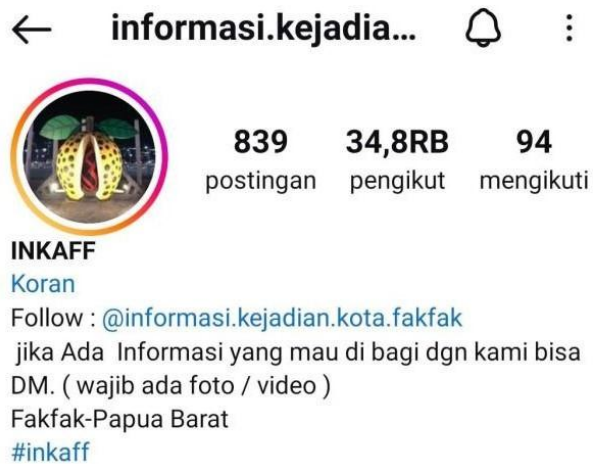 informasi.kejadia...
839 34,8RB 94
postingan pengikut mengikuti
INKAFF
Koran
Follow : @informasi.kejadian.kota.fakfak
jika Ada Informasi yang mau di bagi dgn kami bisa
DM. ( wajib ada foto / video )
Fakfak-Papua Barat
#inkaff